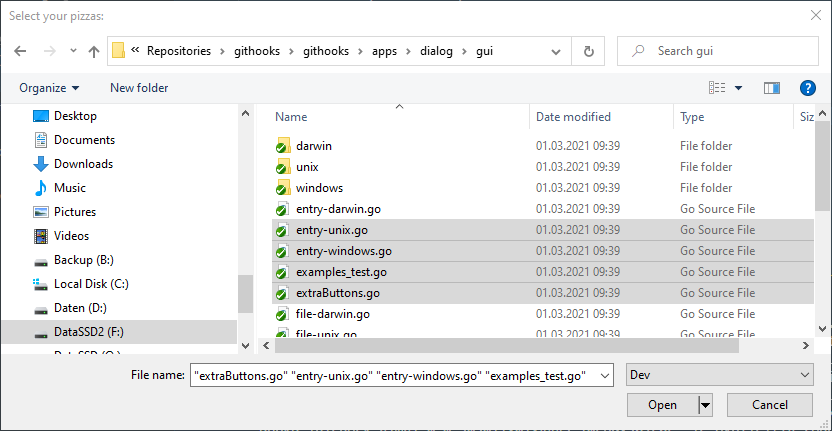 Select your pizzas:
« Repositories › githooks › githooks › apps › dialog › gui
Search gui
Organize
New folder
?
Desktop
Documents
Downloads
Music
Pictures
Videos
Backup (B:)
Local Disk (C:)
Daten (D:)
DataSSD2 (F:)
Name Date modified Type Siz
darwin 01.03.2021 09:39 File folder
unix 01.03.2021 09:39 File folder
windows 01.03.2021 09:39 File folder
entry-darwin.go 01.03.2021 09:39 Go Source File
entry-unix.go 01.03.2021 09:39 Go Source File
entry-windows.go 01.03.2021 09:39 Go Source File
examples_test.go 01.03.2021 09:39 Go Source File
extraButtons.go 01.03.2021 09:39 Go Source File
file-darwin.go 01.03.2021 09:39 Go Source File
file-unix.go 01.03.2021 09:39 Go Source File
File name: "extraButtons.go" "entry-unix.go" "entry-windows.go" "examples_test.go"
Dev
Open
Cancel